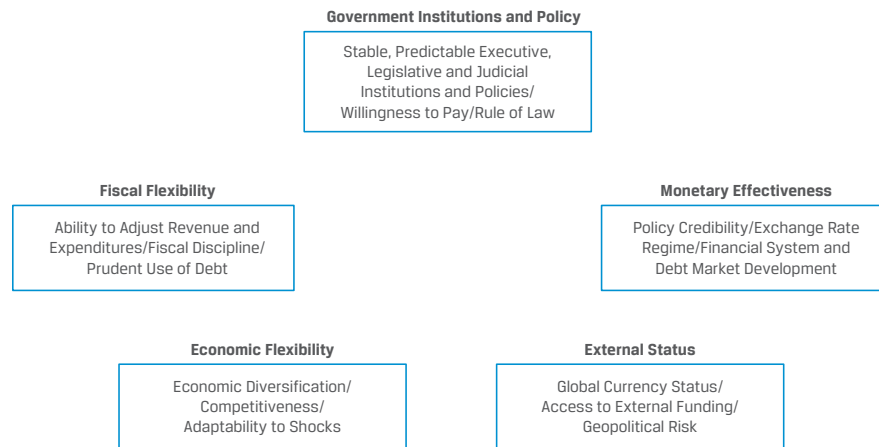 Government Institutions and Policy
Stable, Predictable Executive,
Legislative and Judicial
Institutions and Policies/
Willingness to Pay/Rule of Law
Fiscal Flexibility
Ability to Adjust Revenue and
Expenditures/Fiscal Discipline/
Prudent Use of Debt
Monetary Effectiveness
Policy Credibility/Exchange Rate
Regime/Financial System and
Debt Market Development
Economic Flexibility
Economic Diversification/
Competitiveness/
Adaptability to Shocks
External Status
Global Currency Status/
Access to External Funding/
Geopolitical Risk